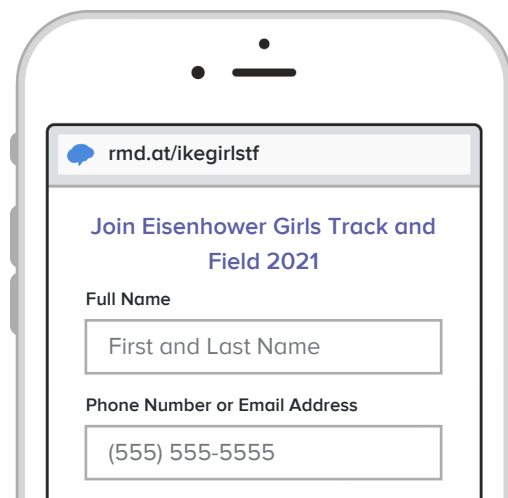 rmd.at/ikegirlstf
Join Eisenhower Girls Track and
Field 2021
Full Name
First and Last Name
Phone Number or Email Address
(555) 555-5555